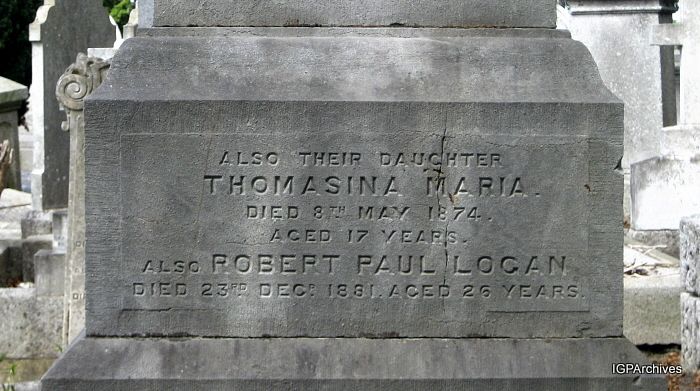 ALSO THEIR DAUGHTER
THOMASINA MARIA.
DIED 8TH MAY 1874.
AGED 17 YEARS.
ALSO ROBERT PAUL LOGAN
DIED 23RD DECR 1881. AGED 26 YEARS.
IGPArchives